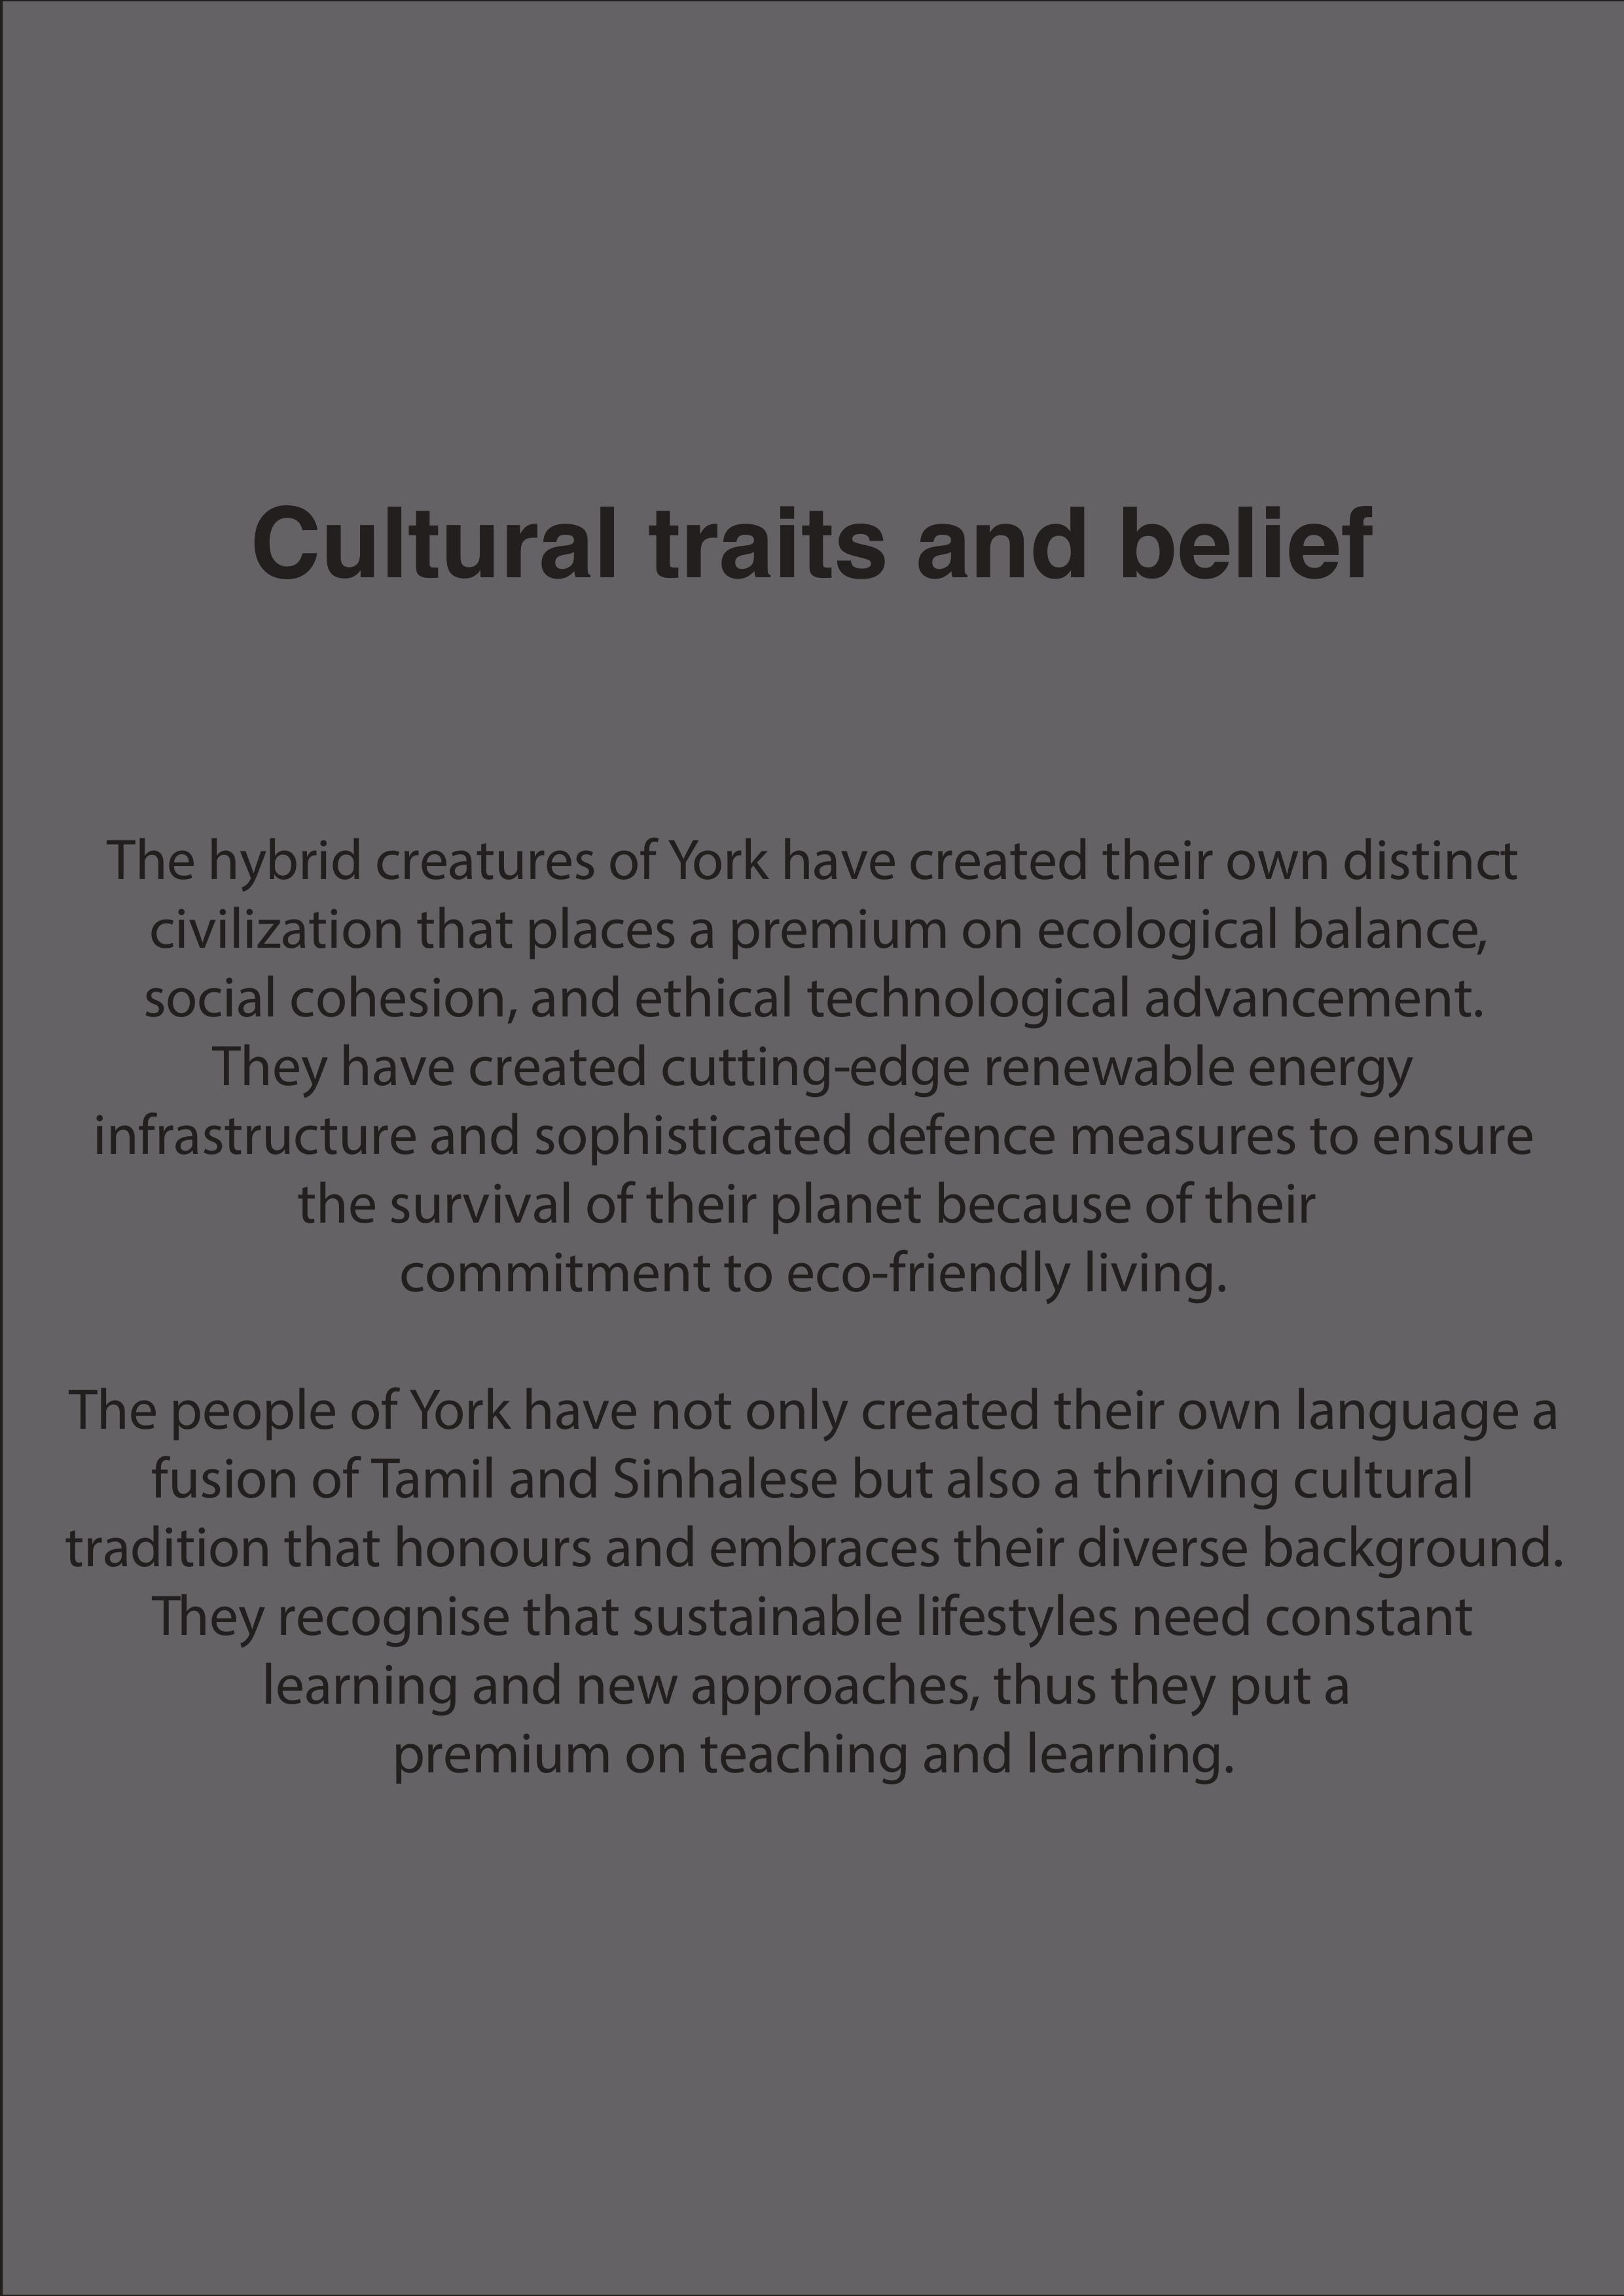 Cultural traits and belief
The hybrid creatures of York have created their own distinct
civilization that places a premium on ecological balance,
social cohesion, and ethical technological advancement.
They have created cutting-edge renewable energy
infrastructure and sophisticated defence measures to ensure
the survival of their planet because of their
commitment to eco-friendly living.
The people of York have not only created their own language a
fusion of Tamil and Sinhalese but also a thriving cultural
tradition that honours and embraces their diverse background.
They recognise that sustainable lifestyles need constant
learning and new approaches, thus they put a
premium on teaching and learning.